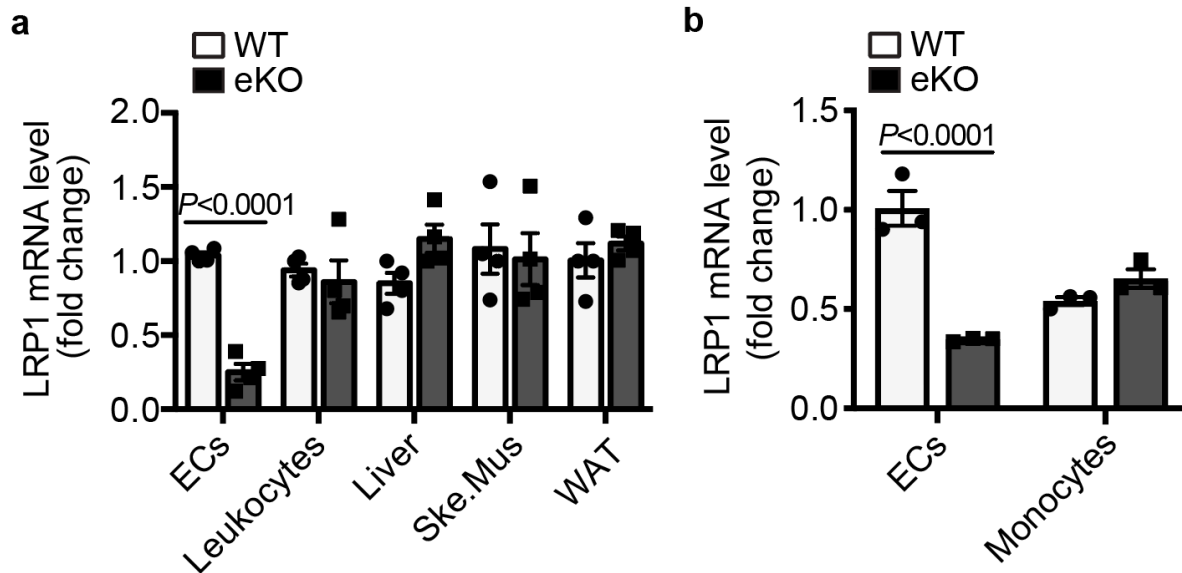 a
WT
eKO
LRP1 mRNA level
(fold change)
2.0
1.5
1.0
0.5
0.0
P<0.0001
ECs
Leukocytes
Liver
Ske.Mus
WAT
b
WT
eKO
LRP1 mRNA level
(fold change)
1.5
1.0
0.5
0.0
P<0.0001
ECs
Monocytes